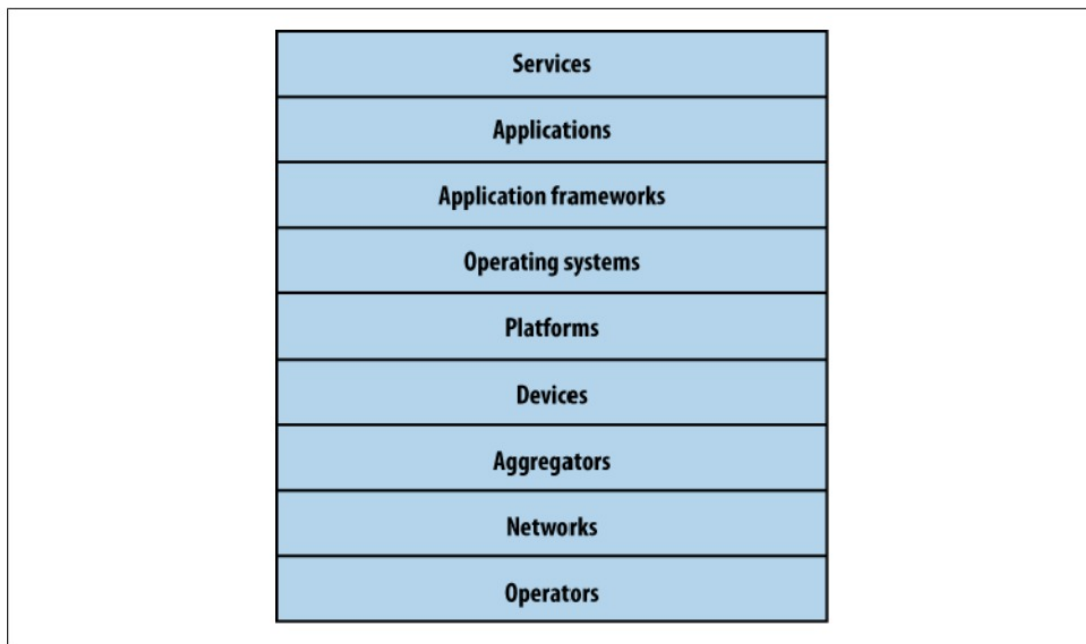 Services
Applications
Application frameworks
Operating systems
Platforms
Devices
Aggregators
Networks
Operators